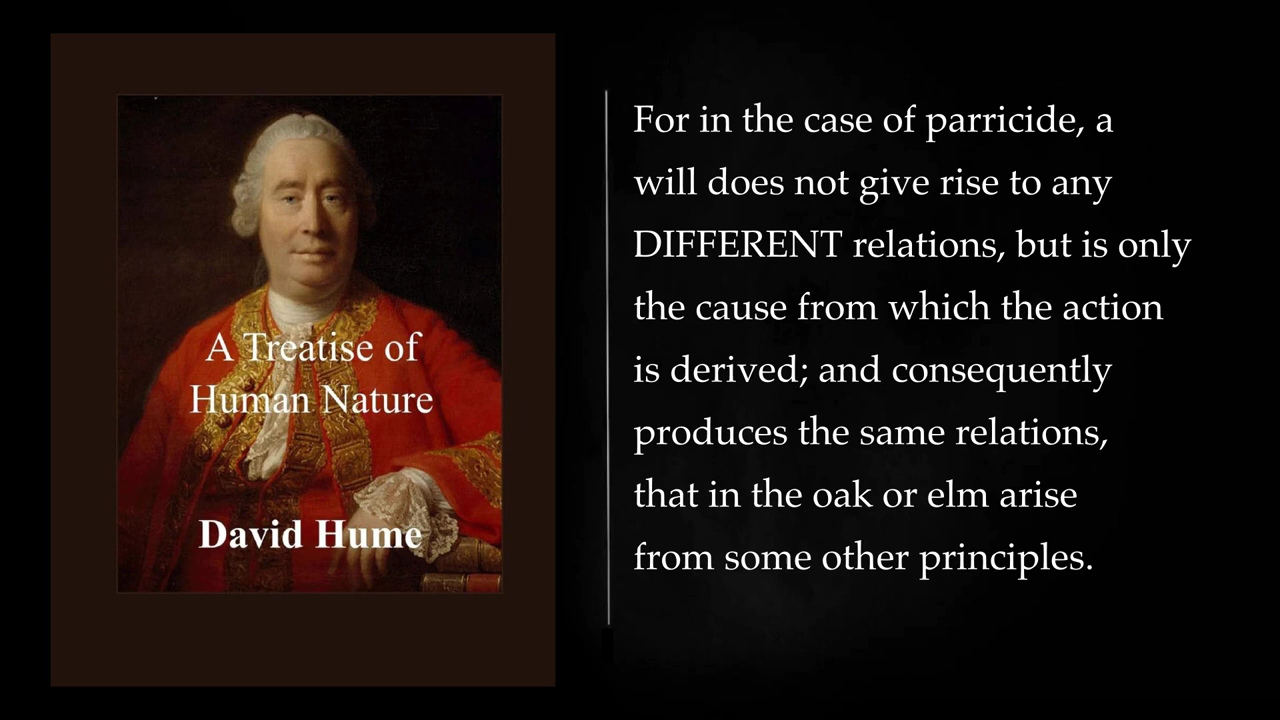 A Treatise of
Human Nature
David Hume
For in the case of parricide, a
will does not give rise to any
DIFFERENT relations, but is only
the cause from which the action
is derived; and consequently
produces the same relations,
that in the oak or elm arise
from some other principles.